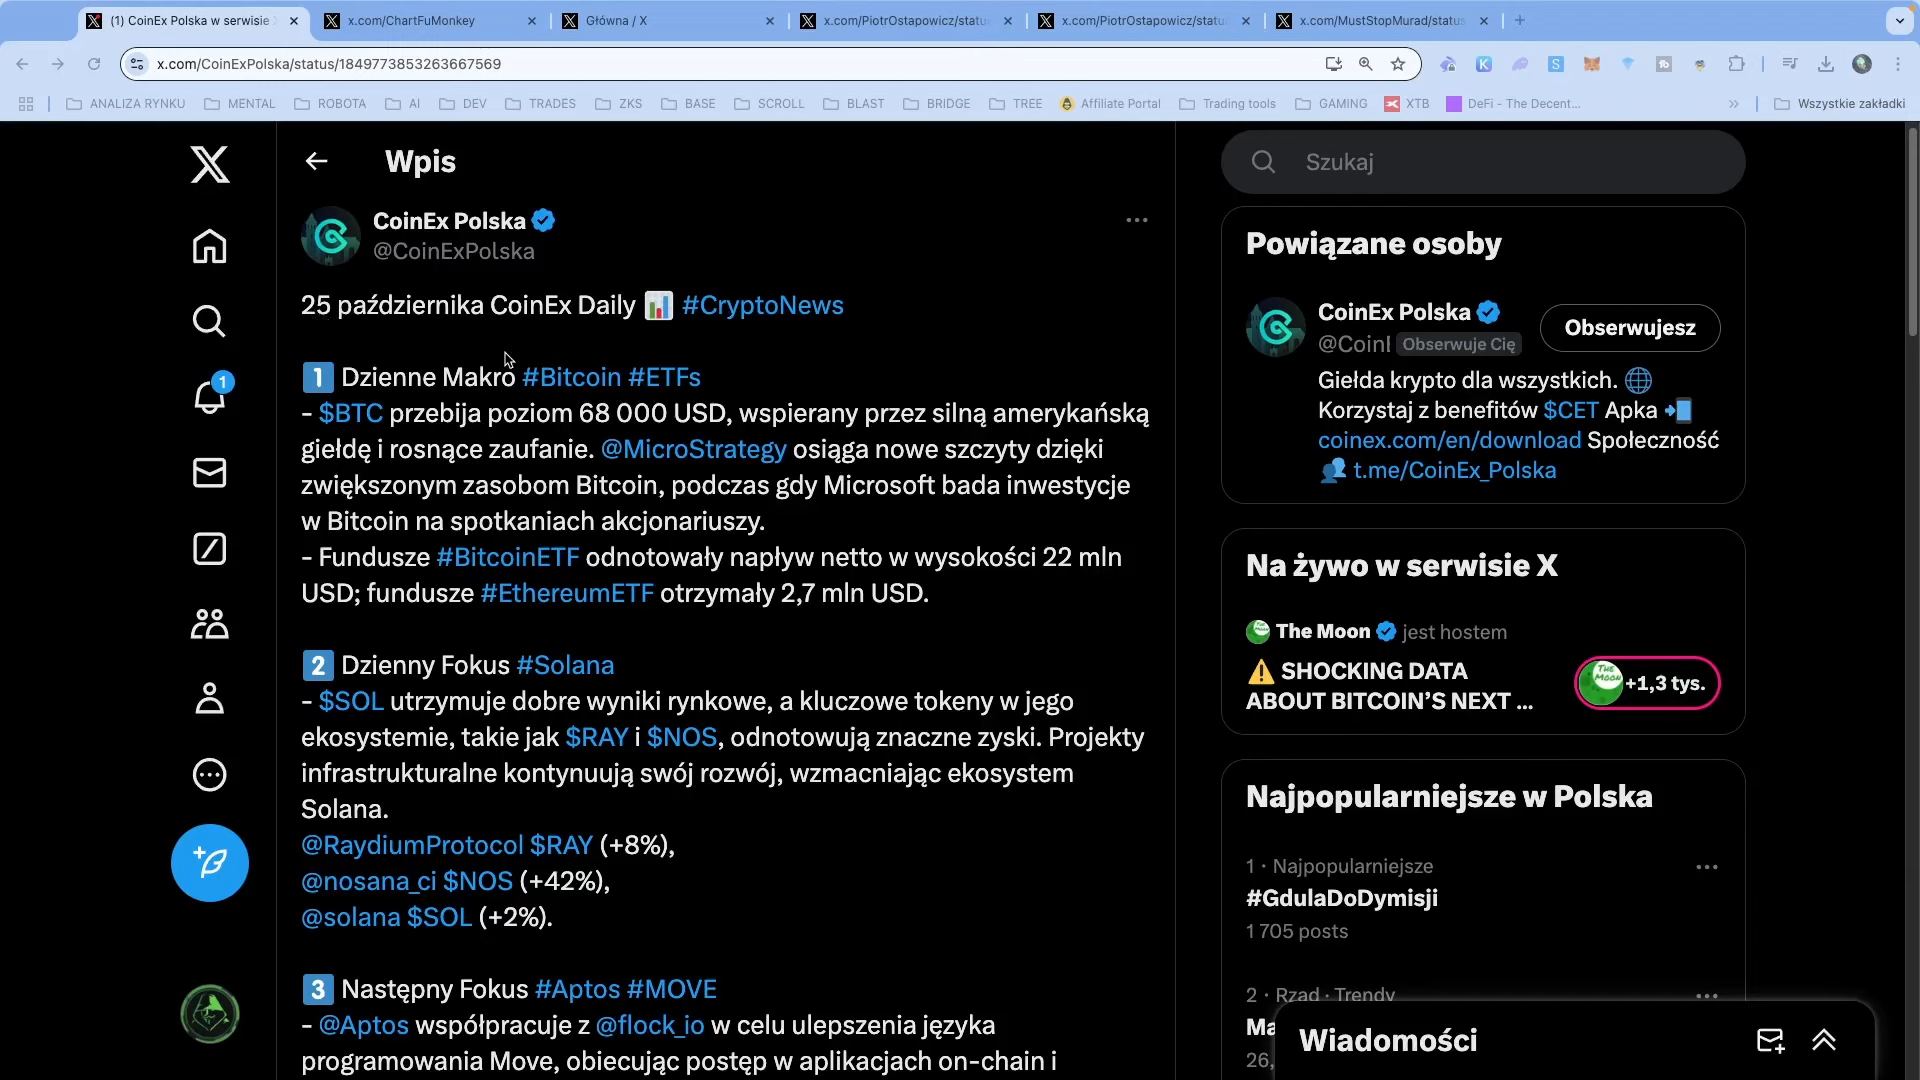 (1) CoinEx Polska w serwisie
x.com/ChartFuMonkey
Główna / X
x.com/PiotrOstapowicz/statu
x.com/PiotrOstapowicz/statu
x.com/MustStopMurad/status
x.com/CoinExPolska/status/1849773853263667569
ANALIZA RYNKU
MENTAL
ROBOTA
AI
DEV
TRADES
ZKS
BASE
SCROLL
BLAST
BRIDGE
TREE
Affiliate Portal
Trading tools
GAMING
XTB
DeFi - The Decent...
Wszystkie zakładki
Wpis
CoinEx Polska
@CoinExPolska
25 października CoinEx Daily 📊 #CryptoNews
1 Dzienne Makro #Bitcoin #ETFs
- $BTC przebija poziom 68 000 USD, wspierany przez silną amerykańską
giełdę i rosnące zaufanie. @MicroStrategy osiąga nowe szczyty dzięki
zwiększonym zasobom Bitcoin, podczas gdy Microsoft bada inwestycje
w Bitcoin na spotkaniach akcjonariuszy.
- Fundusze #BitcoinETF odnotowały napływ netto w wysokości 22 mln
USD; fundusze #EthereumETF otrzymały 2,7 mln USD.
2 Dzienny Fokus #Solana
- $SOL utrzymuje dobre wyniki rynkowe, a kluczowe tokeny w jego
ekosystemie, takie jak $RAY i $NOS, odnotowują znaczne zyski. Projekty
infrastrukturalne kontynuują swój rozwój, wzmacniając ekosystem
Solana.
@RaydiumProtocol $RAY (+8%),
@nosana_ci $NOS (+42%),
@solana $SOL (+2%).
3 Następny Fokus #Aptos #MOVE
- @Aptos współpracuje z @flock_io w celu ulepszenia języka
programowania Move, obiecując postęp w aplikacjach on-chain i
1
Szukaj
Powiązane osoby
CoinEx Polska
@CoinE Obserwuje Cię
Obserwujesz
Giełda krypto dla wszystkich. 🌐
Korzystaj z benefitów $CET Apka 📲
coinex.com/en/download Społeczność
👥 t.me/CoinEx_Polska
Na żywo w serwisie X
The Moon jest hostem
⚠️ SHOCKING DATA
ABOUT BITCOIN'S NEXT ...
THE MOON
+1,3 tys.
Najpopularniejsze w Polska
1 · Najpopularniejsze
#GdulaDoDymisji
1 705 posts
2 · Rzad · Trendy
Ma
26,
Wiadomości